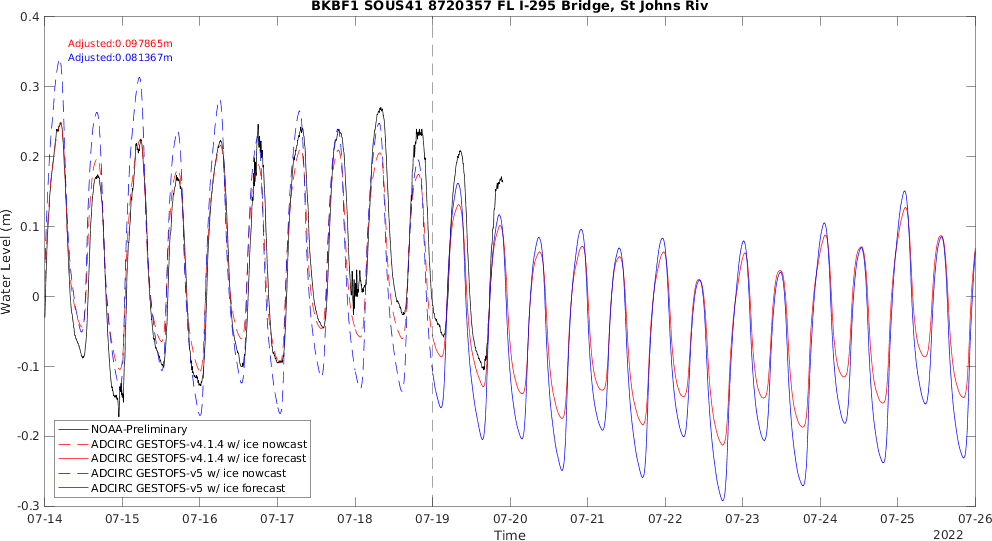 BKBF1 SOUS41 8720357 FL I-295 Bridge, St Johns Riv
0.4
Adjusted:0.097865m
Adjusted:0.081367m
0.3
0.2
0.1
0
-0.1
-0.2
-0.3
Water Level (m)
NOAA-Preliminary
ADCIRC GESTOFS-v4.1.4 w/ ice nowcast
ADCIRC GESTOFS-v4.1.4 w/ ice forecast
ADCIRC GESTOFS-v5 w/ ice nowcast
ADCIRC GESTOFS-v5 w/ ice forecast
07-14 07-15 07-16 07-17 07-18 07-19 07-20 07-21 07-22 07-23 07-24 07-25 07-26
Time
2022